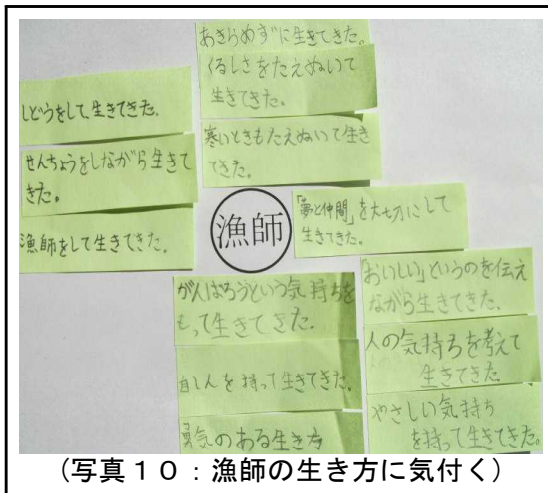 あきらめずに生きてきた。
くるしさをたえぬいて
生きてきた。
寒いときもたえぬいて生き
てきた。
しどうをして生きてきた。
せんちょうをしながら生きて
きた。
漁師をして生きてきた。
漁師
「夢と仲間」を大切にして
生きてきた。
がんばろうという気持ちを
もって生きてきた。
自しんを持って生きてきた。
勇気のある生き方
「おいしい」というのを伝え
ながら生きてきた。
人の気持ちを考えて
生きてきた
やさしい気持ち
を持って生きてきた。
(写真10:漁師の生き方に気付く)